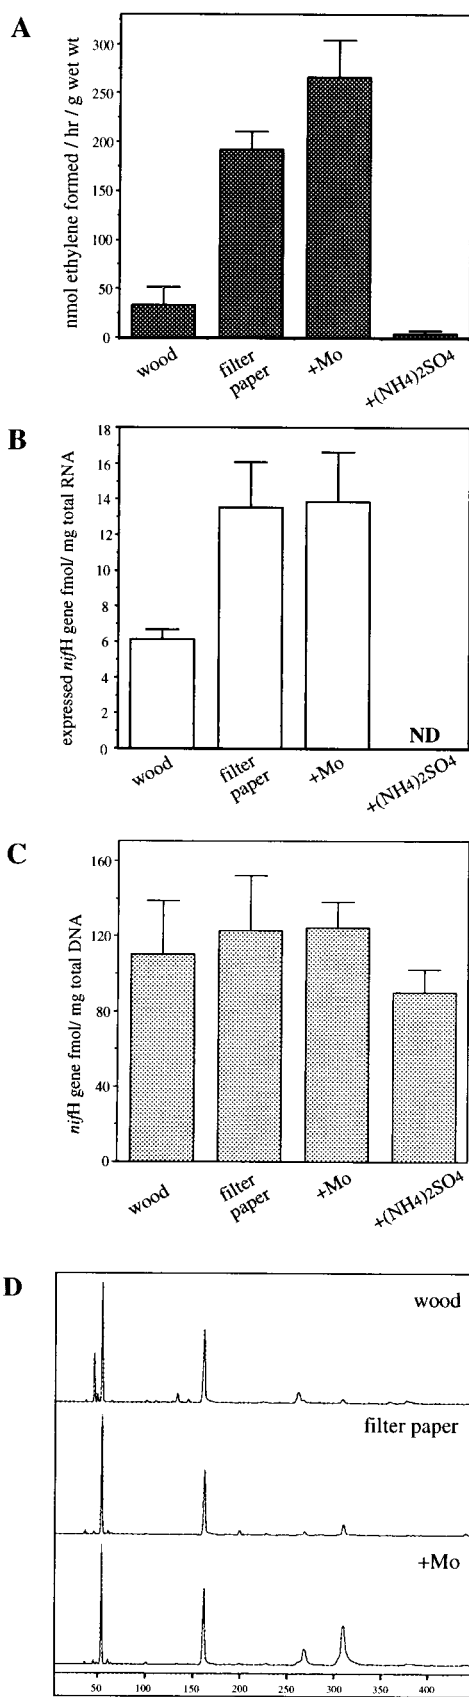 A
nmol ethylene formed / hr / g wet wt
300
250
200
150
100
50
0
wood
filter
paper
+Mo
+(NH4)2SO4
B
expressed nifH gene fmol/ mg total RNA
18
16
14
12
10
8
6
4
2
0
ND
wood
filter
paper
+Mo
+(NH4)2SO4
C
nifH gene fmol/ mg total DNA
160
120
80
40
0
wood
filter
paper
+Mo
+(NH4)2SO4
D
wood
filter paper
+Mo
50 100 150 200 250 300 350 400